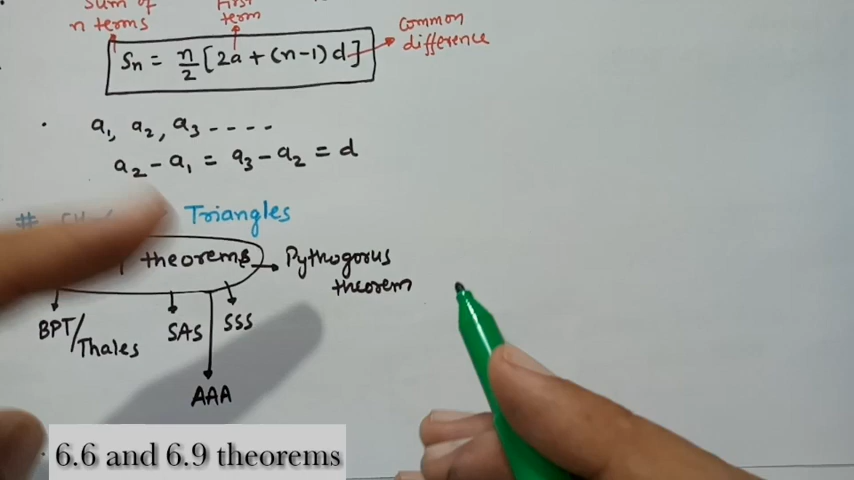 Sum of
n terms
First
term
Common
difference
Sn = n/2 [2a + (n-1) d]
a1, a2, a3 ----
a2 - a1 = a3 - a2 = d
# Triangles
theorems
Pythogorus
theorem
BPT/Thales
SAS
SSS
AAA
6.6 and 6.9 theorems